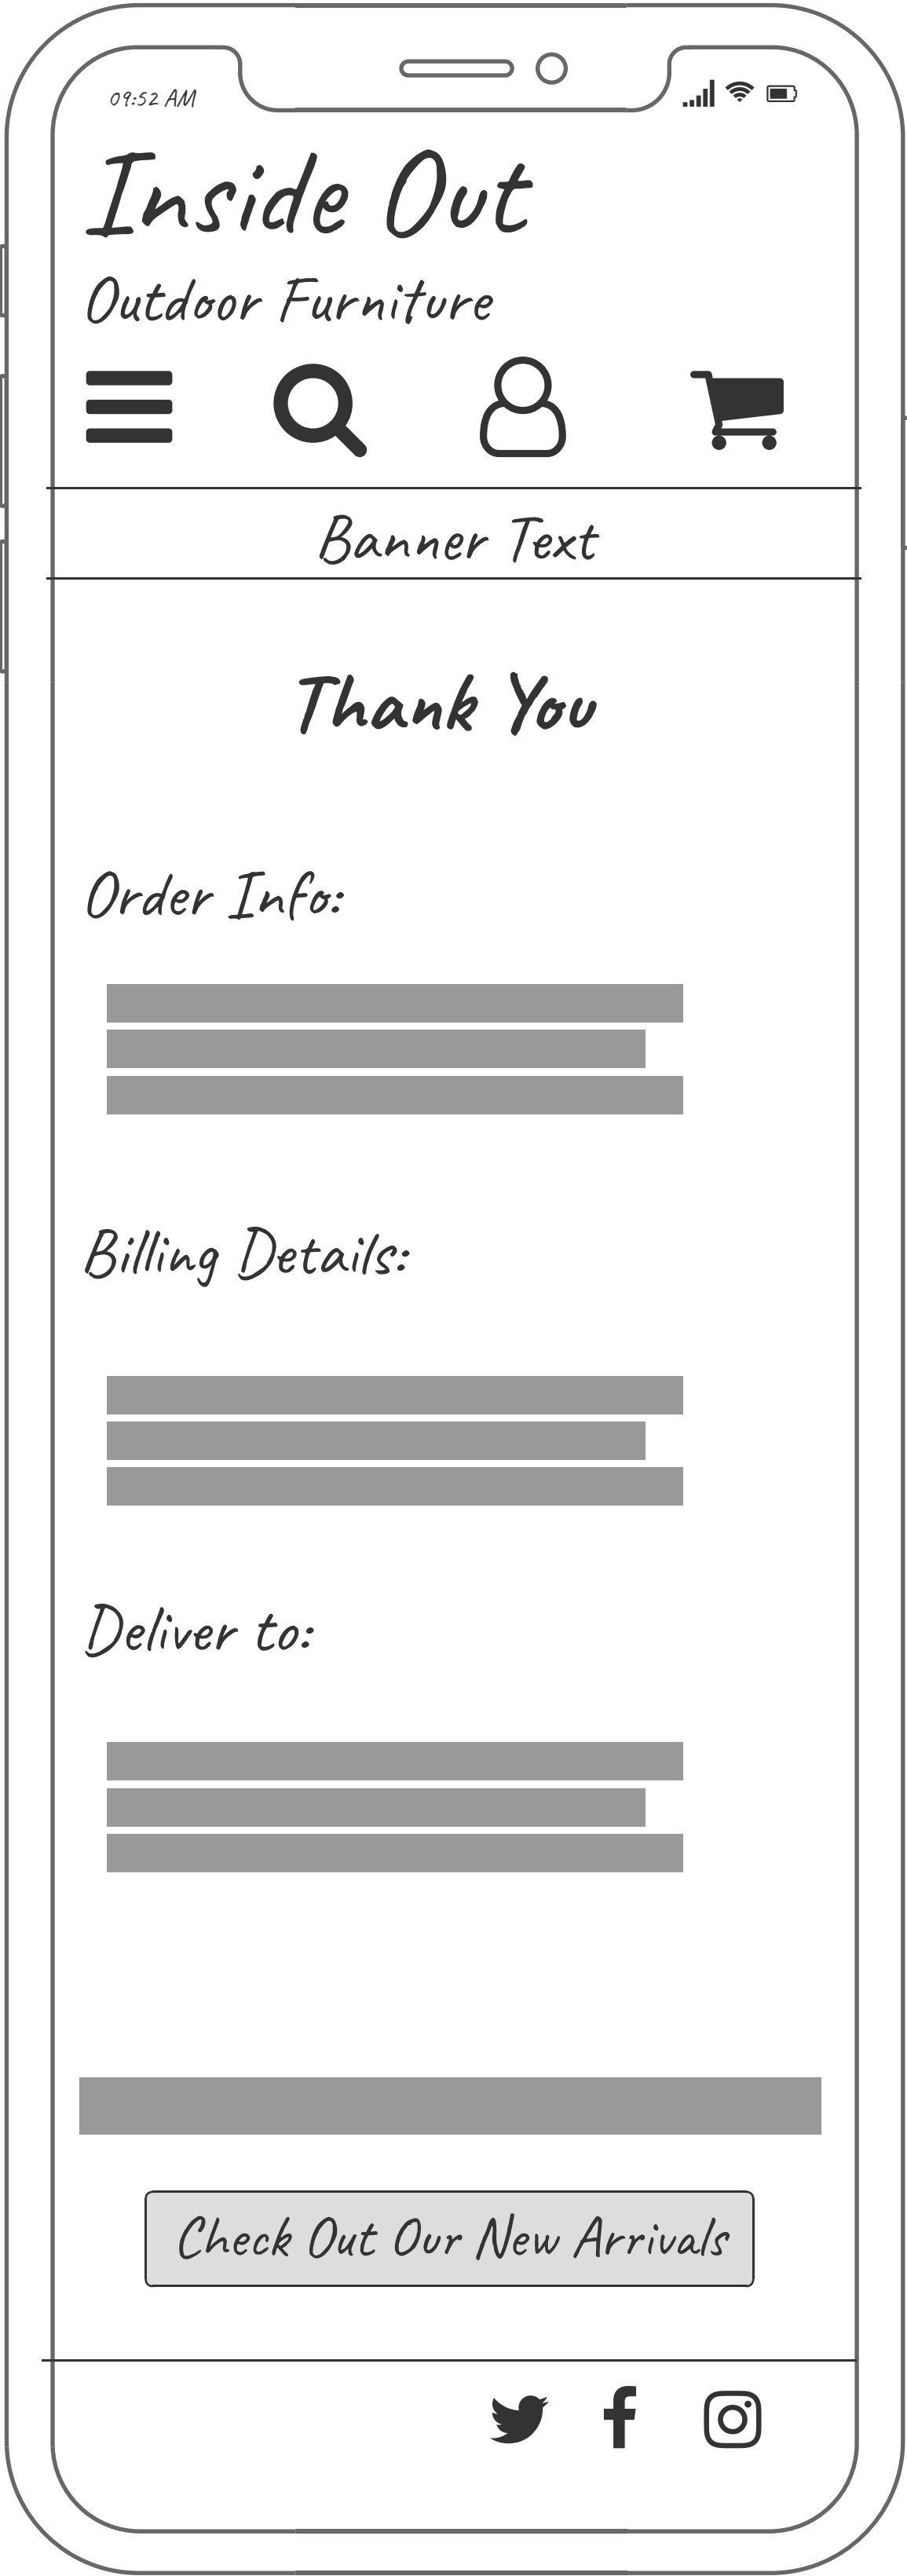 09:52 AM
Inside Out
Outdoor Furniture
Banner Text
Thank You
Order Info:
Billing Details:
Deliver to:
Check Out Our New Arrivals